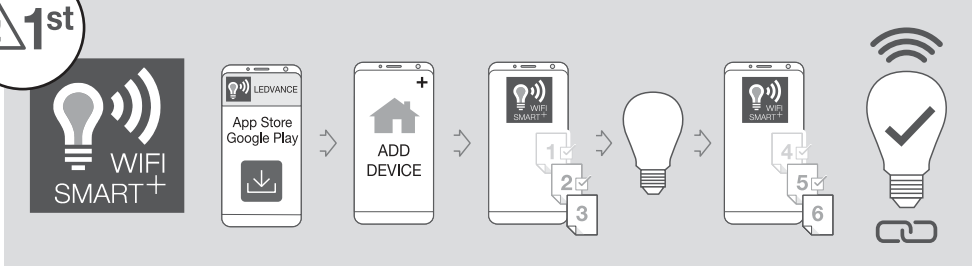 1st
WIFI
SMART+
LEDVANCE
App Store
Google Play
+
ADD
DEVICE
WIFI
SMART+
1
2
3
WIFI
SMART+
4
5
6